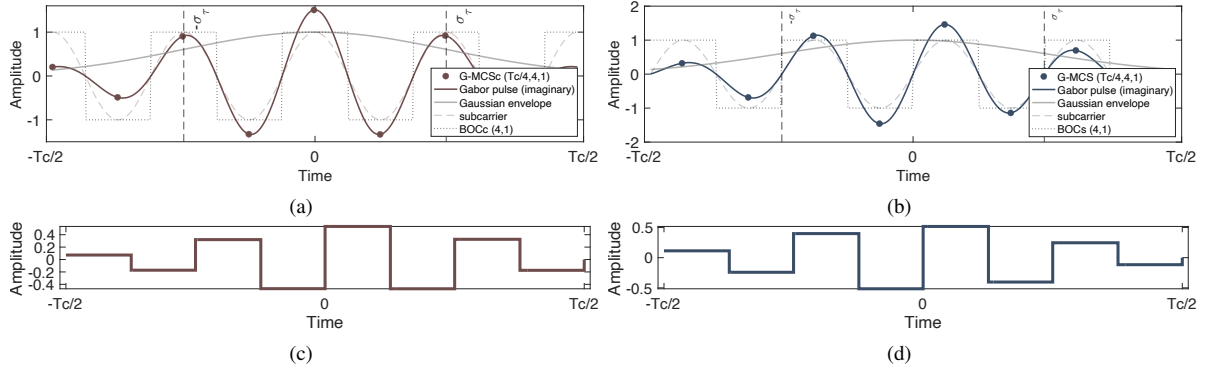 -σ_τ
σ_τ
Amplitude
1
0
-1
G-MCSc (Tc/4,4,1)
Gabor pulse (imaginary)
Gaussian envelope
subcarrier
BOCc (4,1)
-Tc/2
0
Tc/2
Time
(a)
-σ_τ
σ_τ
Amplitude
2
1
0
-1
-2
G-MCS (Tc/4,4,1)
Gabor pulse (imaginary)
Gaussian envelope
subcarrier
BOCs (4,1)
-Tc/2
0
Tc/2
Time
(b)
Amplitude
0.4
0.2
0
-0.2
-0.4
-Tc/2
0
Tc/2
Time
(c)
Amplitude
0.5
0
-0.5
-Tc/2
0
Tc/2
Time
(d)